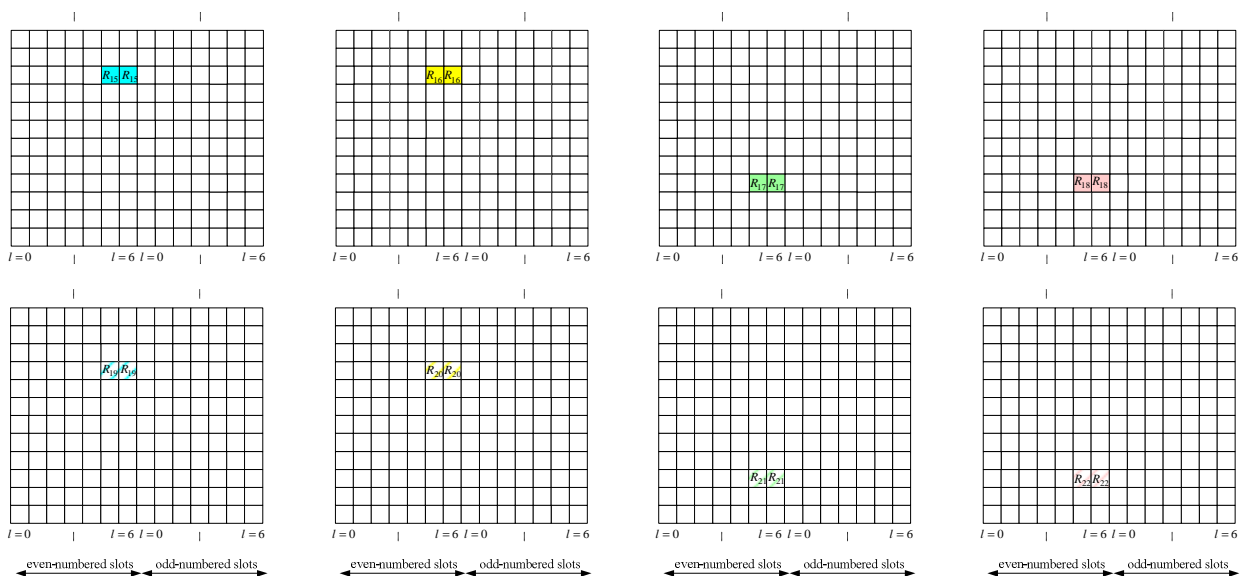 R15 R15 R16 R16 R17 R17 R18 R18
l = 0 l = 6 l = 0 l = 6 l = 0 l = 6 l = 0 l = 6 l = 0 l = 6 l = 0 l = 6 l = 0 l = 6 l = 0 l = 6
R19 R19 R20 R20 R21 R21 R22 R22
l = 0 l = 6 l = 0 l = 6 l = 0 l = 6 l = 0 l = 6 l = 0 l = 6 l = 0 l = 6 l = 0 l = 6 l = 0 l = 6
even-numbered slots odd-numbered slots even-numbered slots odd-numbered slots even-numbered slots odd-numbered slots even-numbered slots odd-numbered slots